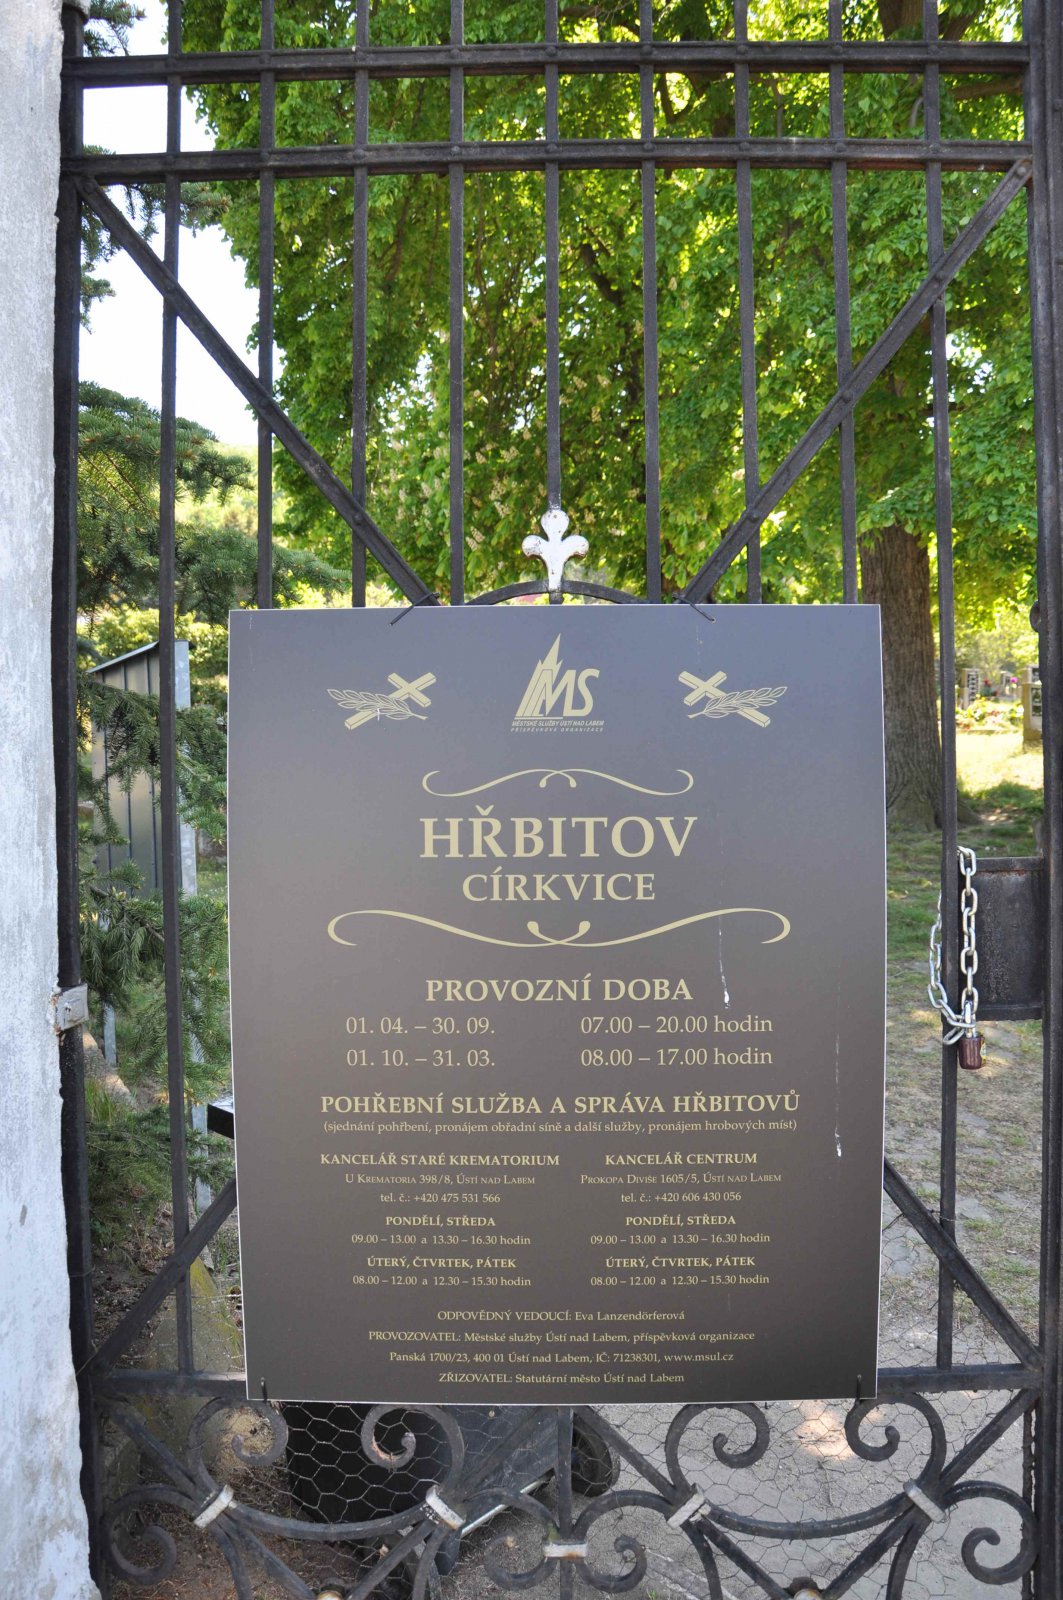 MS
MĚSTSKÉ SLUŽBY ÚSTÍ NAD LABEM
PŘÍSPĚVKOVÁ ORGANIZACE
HŘBITOV
CÍRKVICE
PROVOZNÍ DOBA
01. 04. – 30. 09. 07.00 – 20.00 hodin
01. 10. – 31. 03. 08.00 – 17.00 hodin
POHŘEBNÍ SLUŽBA A SPRÁVA HŘBITOVŮ
(sjednání pohřbení, pronájem obřadní síně a další služby, pronájem hrobových míst)
KANCELÁŘ STARÉ KREMATORIUM
U Krematoria 398/8, Ústí nad Labem
tel. č.: +420 475 531 566
PONDĚLÍ, STŘEDA
09.00 – 13.00 a 13.30 – 16.30 hodin
ÚTERÝ, ČTVRTEK, PÁTEK
08.00 – 12.00 a 12.30 – 15.30 hodin
KANCELÁŘ CENTRUM
Prokopa Diviše 1605/5, Ústí nad Labem
tel. č.: +420 606 430 056
PONDĚLÍ, STŘEDA
09.00 – 13.00 a 13.30 – 16.30 hodin
ÚTERÝ, ČTVRTEK, PÁTEK
08.00 – 12.00 a 12.30 – 15.30 hodin
ODPOVĚDNÝ VEDOUCÍ: Eva Lanzendörferová
PROVOZOVATEL: Městské služby Ústí nad Labem, příspěvková organizace
Panská 1700/23, 400 01 Ústí nad Labem, IČ: 71238301, www.msul.cz
ZŘIZOVATEL: Statutární město Ústí nad Labem